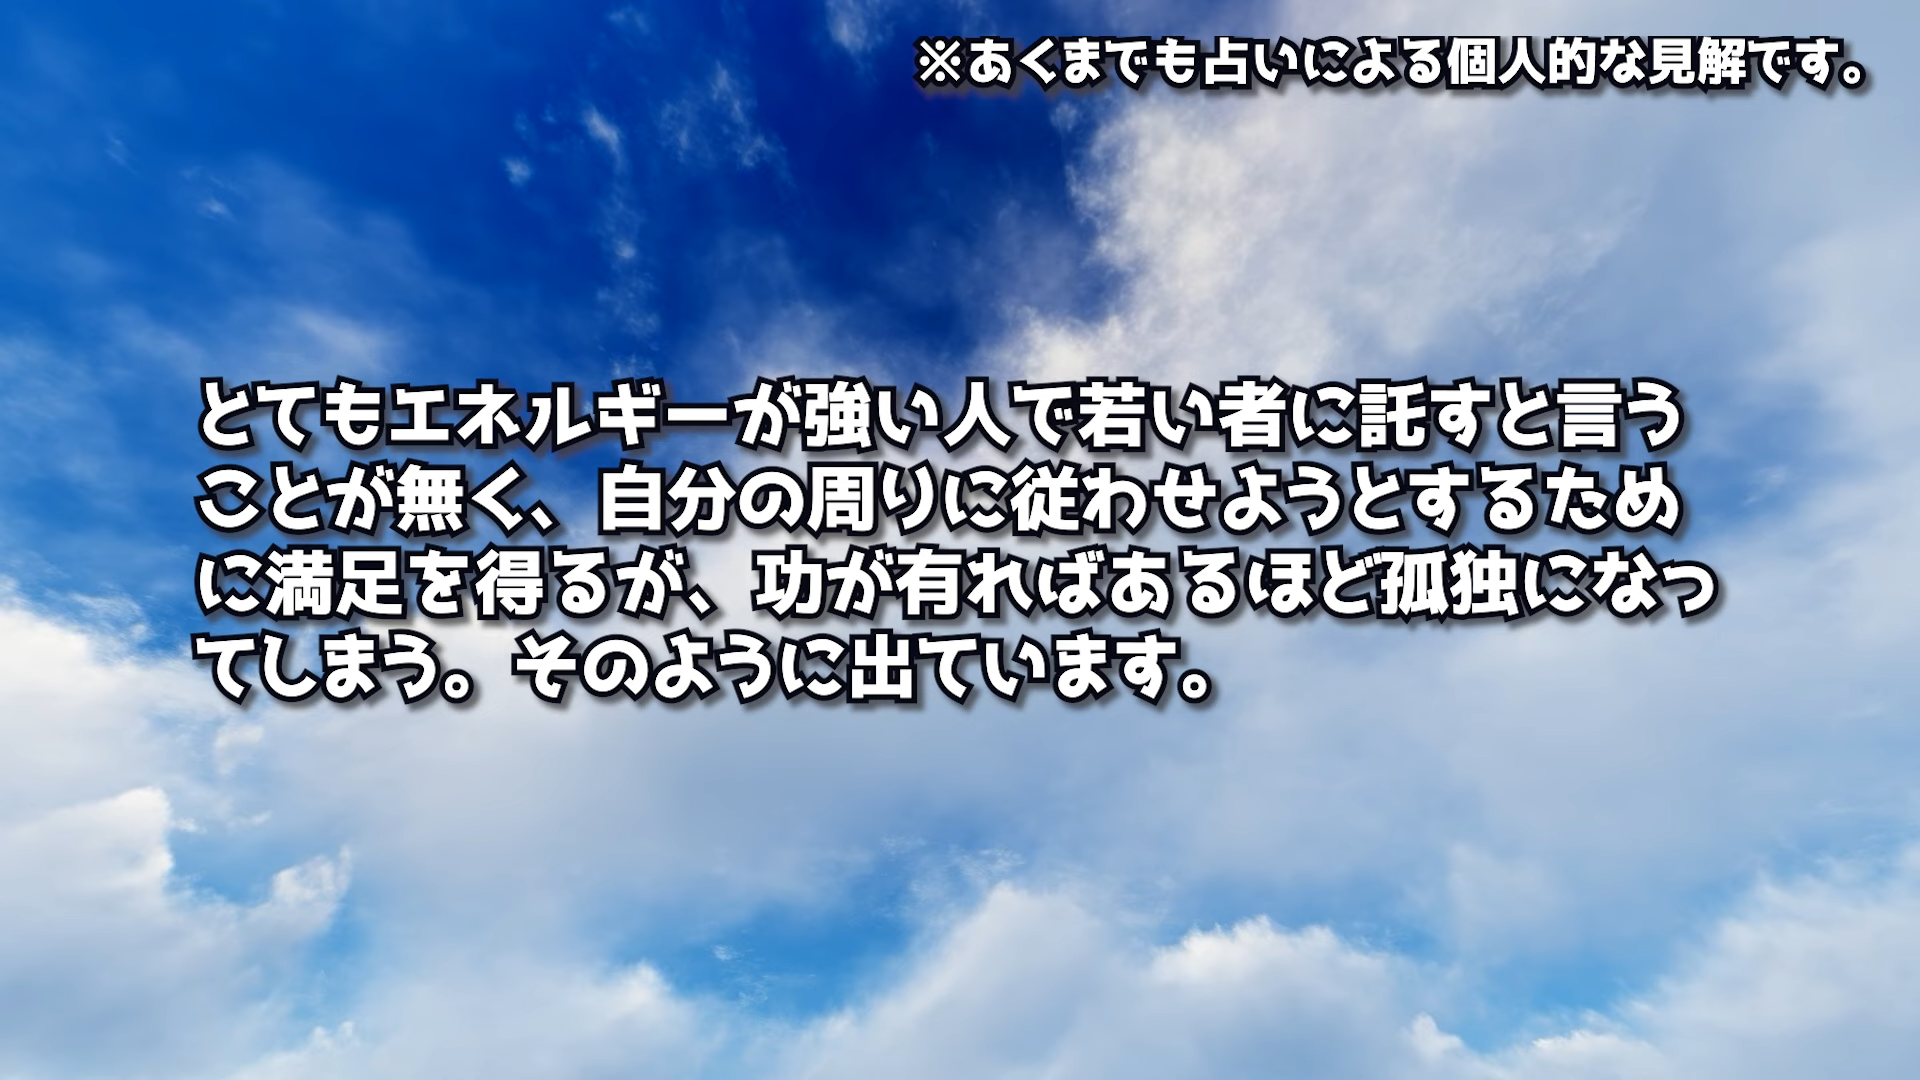 ※あくまでも占いによる個人的な見解です。
とてもエネルギーが強い人で若い者に託すと言う
ことが無く、自分の周りに従わせようとするため
に満足を得るが、功が有ればあるほど孤独になっ
てしまう。そのように出ています。